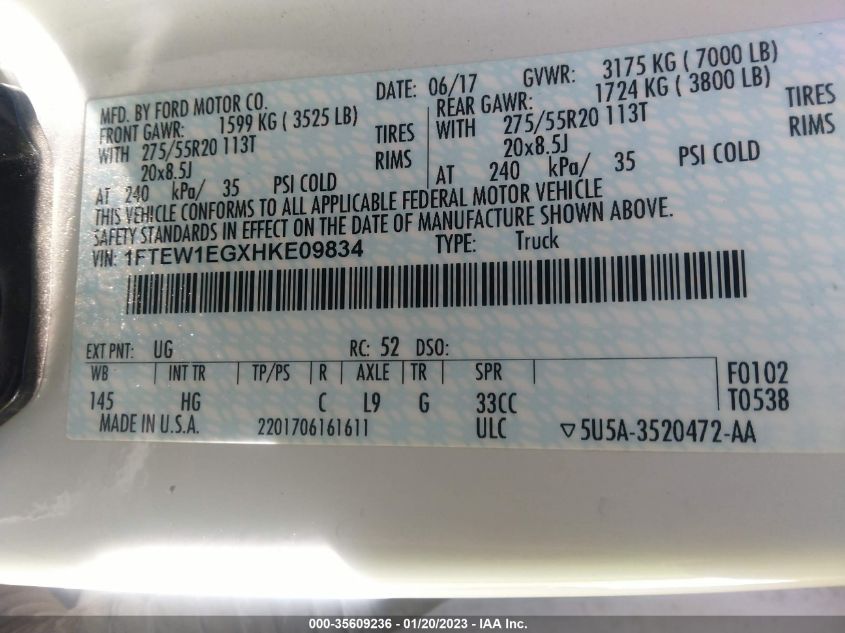 MFD. BY FORD MOTOR CO.
DATE: 06/17 GVWR: 3175 KG ( 7000 LB)
FRONT GAWR: 1599 KG ( 3525 LB)
REAR GAWR: 1724 KG ( 3800 LB)
WITH 275/55R20 113T TIRES
WITH 275/55R20 113T TIRES
20x8.5J RIMS
20x8.5J RIMS
AT 240 kPa/ 35 PSI COLD
AT 240 kPa/ 35 PSI COLD
THIS VEHICLE CONFORMS TO ALL APPLICABLE FEDERAL MOTOR VEHICLE
SAFETY STANDARDS IN EFFECT ON THE DATE OF MANUFACTURE SHOWN ABOVE.
VIN: 1FTEW1EGXHKE09834 TYPE: Truck
EXT PNT: UG RC: 52 DSO:
WB INT TR TP/PS R AXLE TR SPR F0102
145 HG C L9 G 33CC T0538
MADE IN U.S.A. 2201706161611 ULC ▽5U5A-3520472-AA
000-35609236 - 01/20/2023 - IAA Inc.